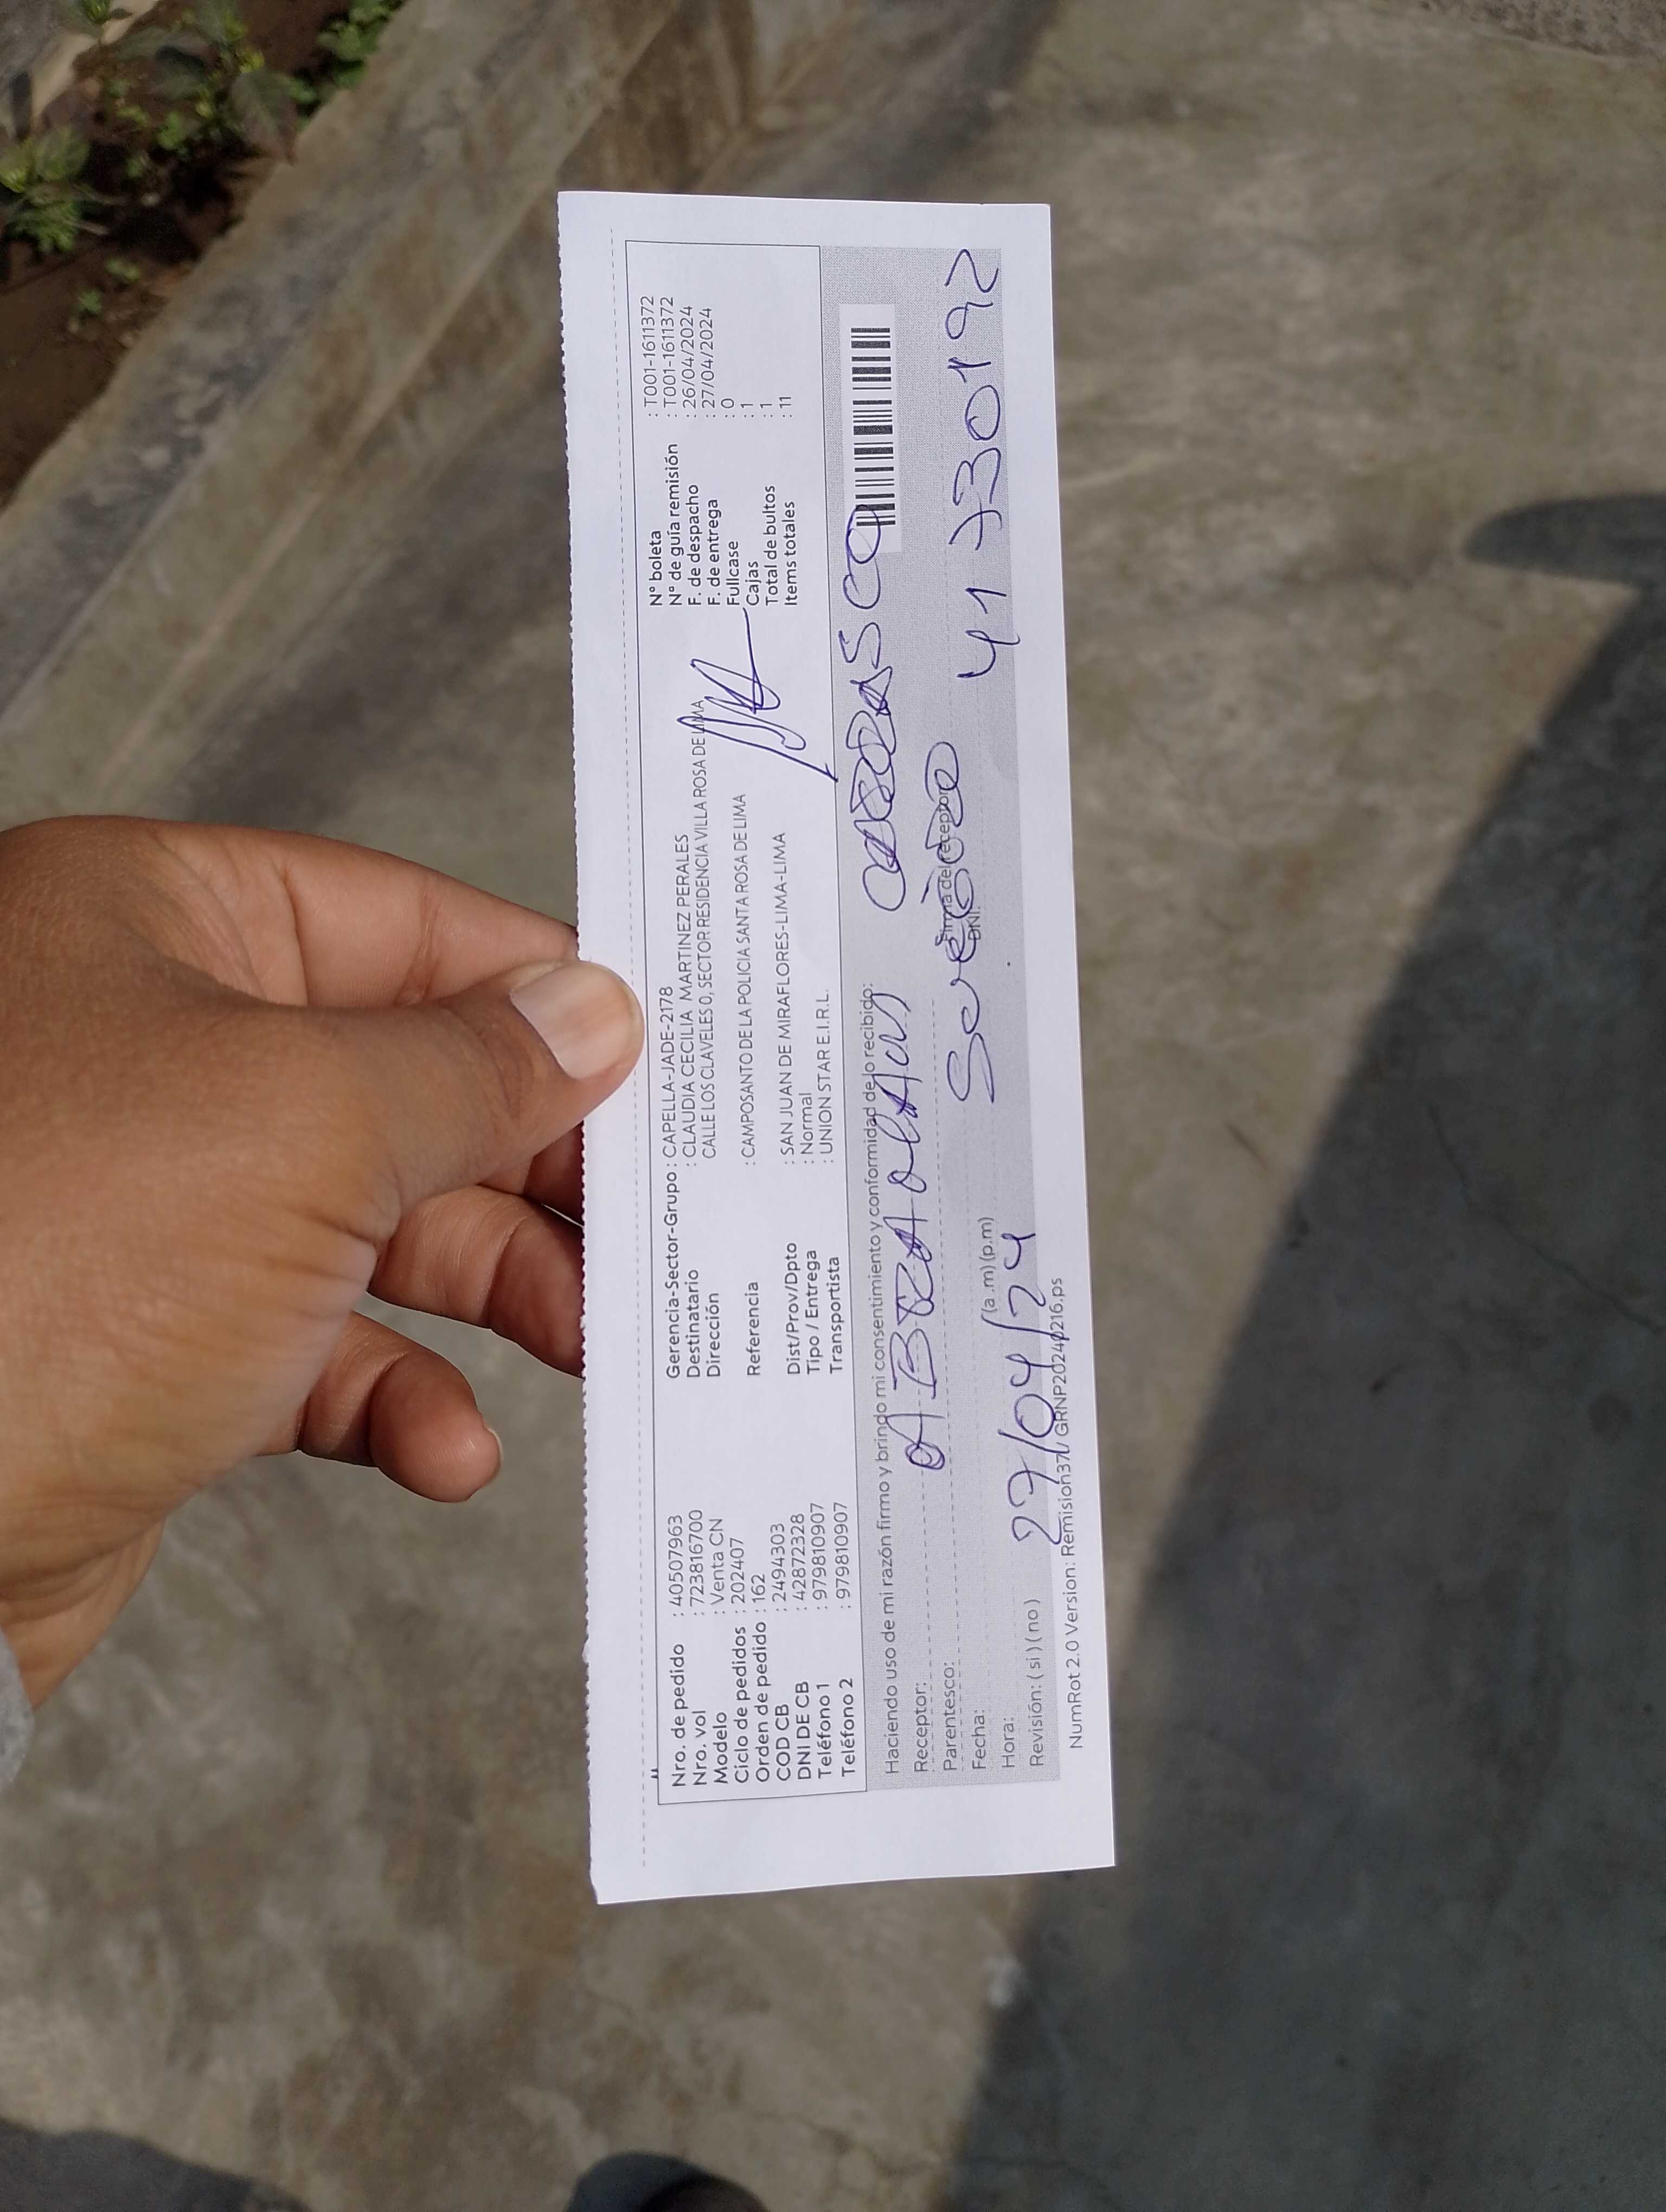 Nro. de pedido : 40507963
Nro. vol : 723816700
Modelo : Venta CN
Ciclo de pedidos : 202407
Orden de pedido : 162
COD CB : 2494303
DNI DE CB : 42872328
Teléfono 1 : 979810907
Teléfono 2 : 979810907
Gerencia-Sector-Grupo : CAPELLA-JADE-2178
Destinatario : CLAUDIA CECILIA MARTINEZ PERALES
Dirección CALLE LOS CLAVELES 0, SECTOR RESIDENCIA VILLA ROSA DE LIMA
Referencia : CAMPOSANTO DE LA POLICIA SANTA ROSA DE LIMA
Dist/Prov/Dpto : SAN JUAN DE MIRAFLORES-LIMA-LIMA
Tipo / Entrega : Normal
Transportista : UNION STAR E.I.R.L.
N° boleta : T001-1611372
N° de guía remisión : T001-1611372
F. de despacho : 26/04/2024
F. de entrega : 27/04/2024
Fullcase : 0
Cajas : 1
Total de bultos : 1
Items totales : 11
Haciendo uso de mi razón firmo y brindo mi consentimiento y conformidad de lo recibido:
Receptor:
Parentesco:
Fecha:
Hora: (a.m) (p.m)
Revisión: ( si ) ( no )
27/04/24
Firma del receptor
DNI:
41730192
NumRot 2.0 Version: Remision37/ GRNP20240216.ps